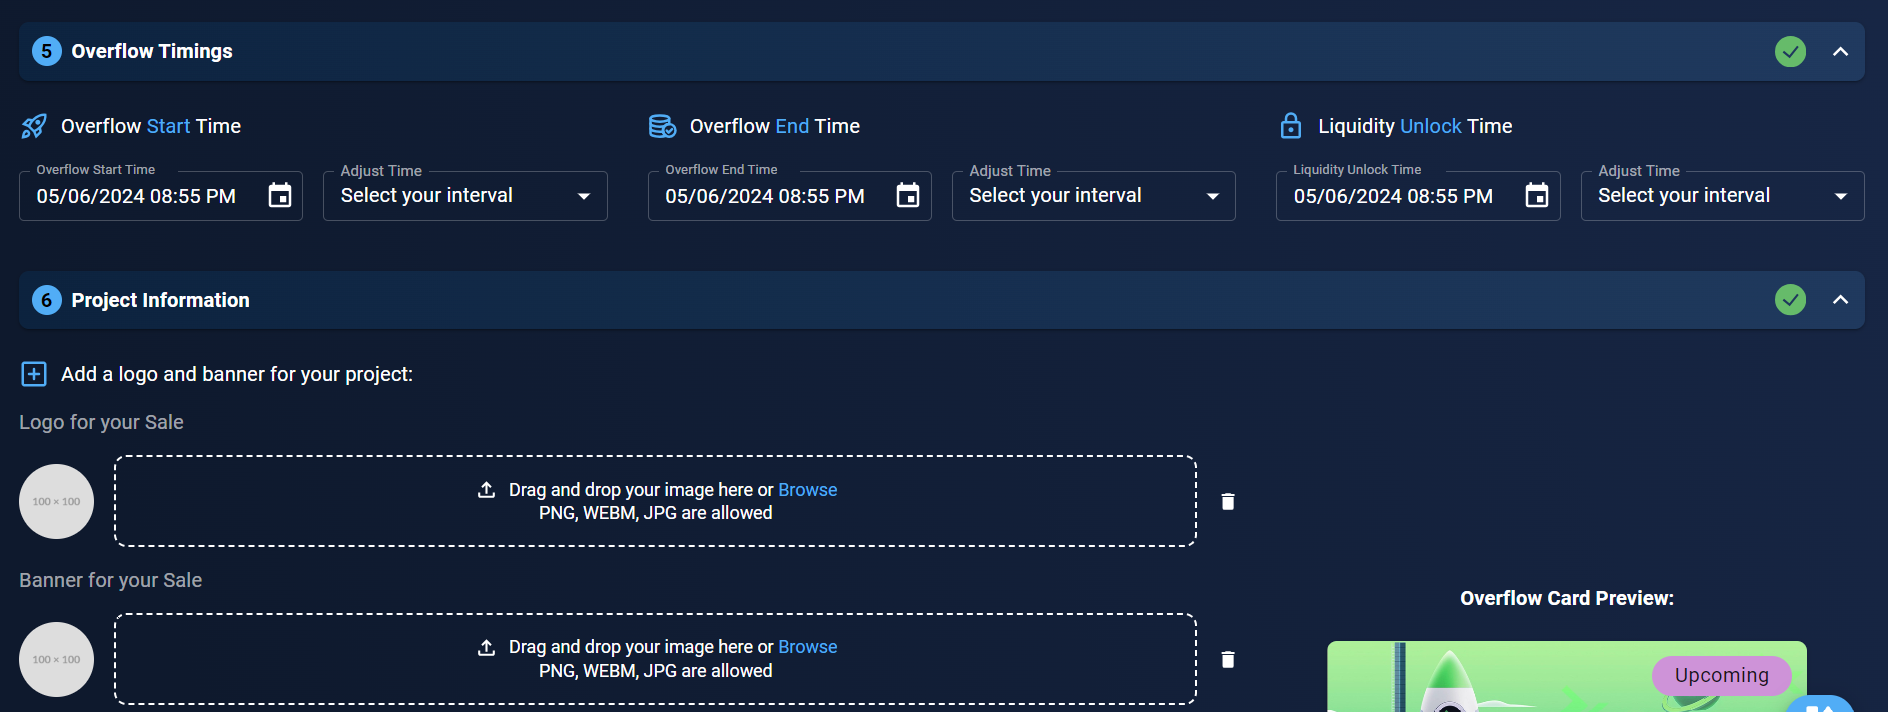 5 Overflow Timings
Overflow Start Time
Overflow End Time
Liquidity Unlock Time
Overflow Start Time
05/06/2024 08:55 PM
Adjust Time
Select your interval
Overflow End Time
05/06/2024 08:55 PM
Adjust Time
Select your interval
Liquidity Unlock Time
05/06/2024 08:55 PM
Adjust Time
Select your interval
6 Project Information
Add a logo and banner for your project:
Logo for your Sale
100 × 100
Drag and drop your image here or Browse
PNG, WEBM, JPG are allowed
Banner for your Sale
100 × 100
Drag and drop your image here or Browse
PNG, WEBM, JPG are allowed
Overflow Card Preview:
Upcoming